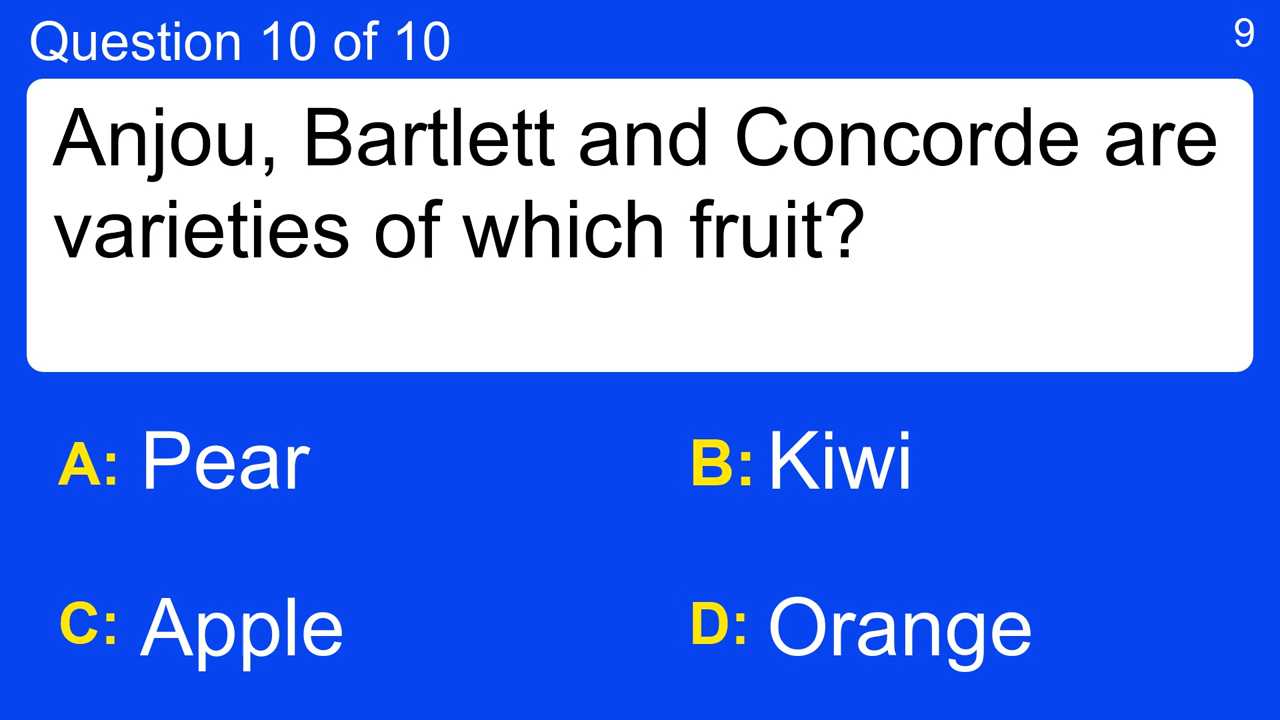 Question 10 of 10
9
Anjou, Bartlett and Concorde are
varieties of which fruit?
A: Pear
B: Kiwi
C: Apple
D: Orange